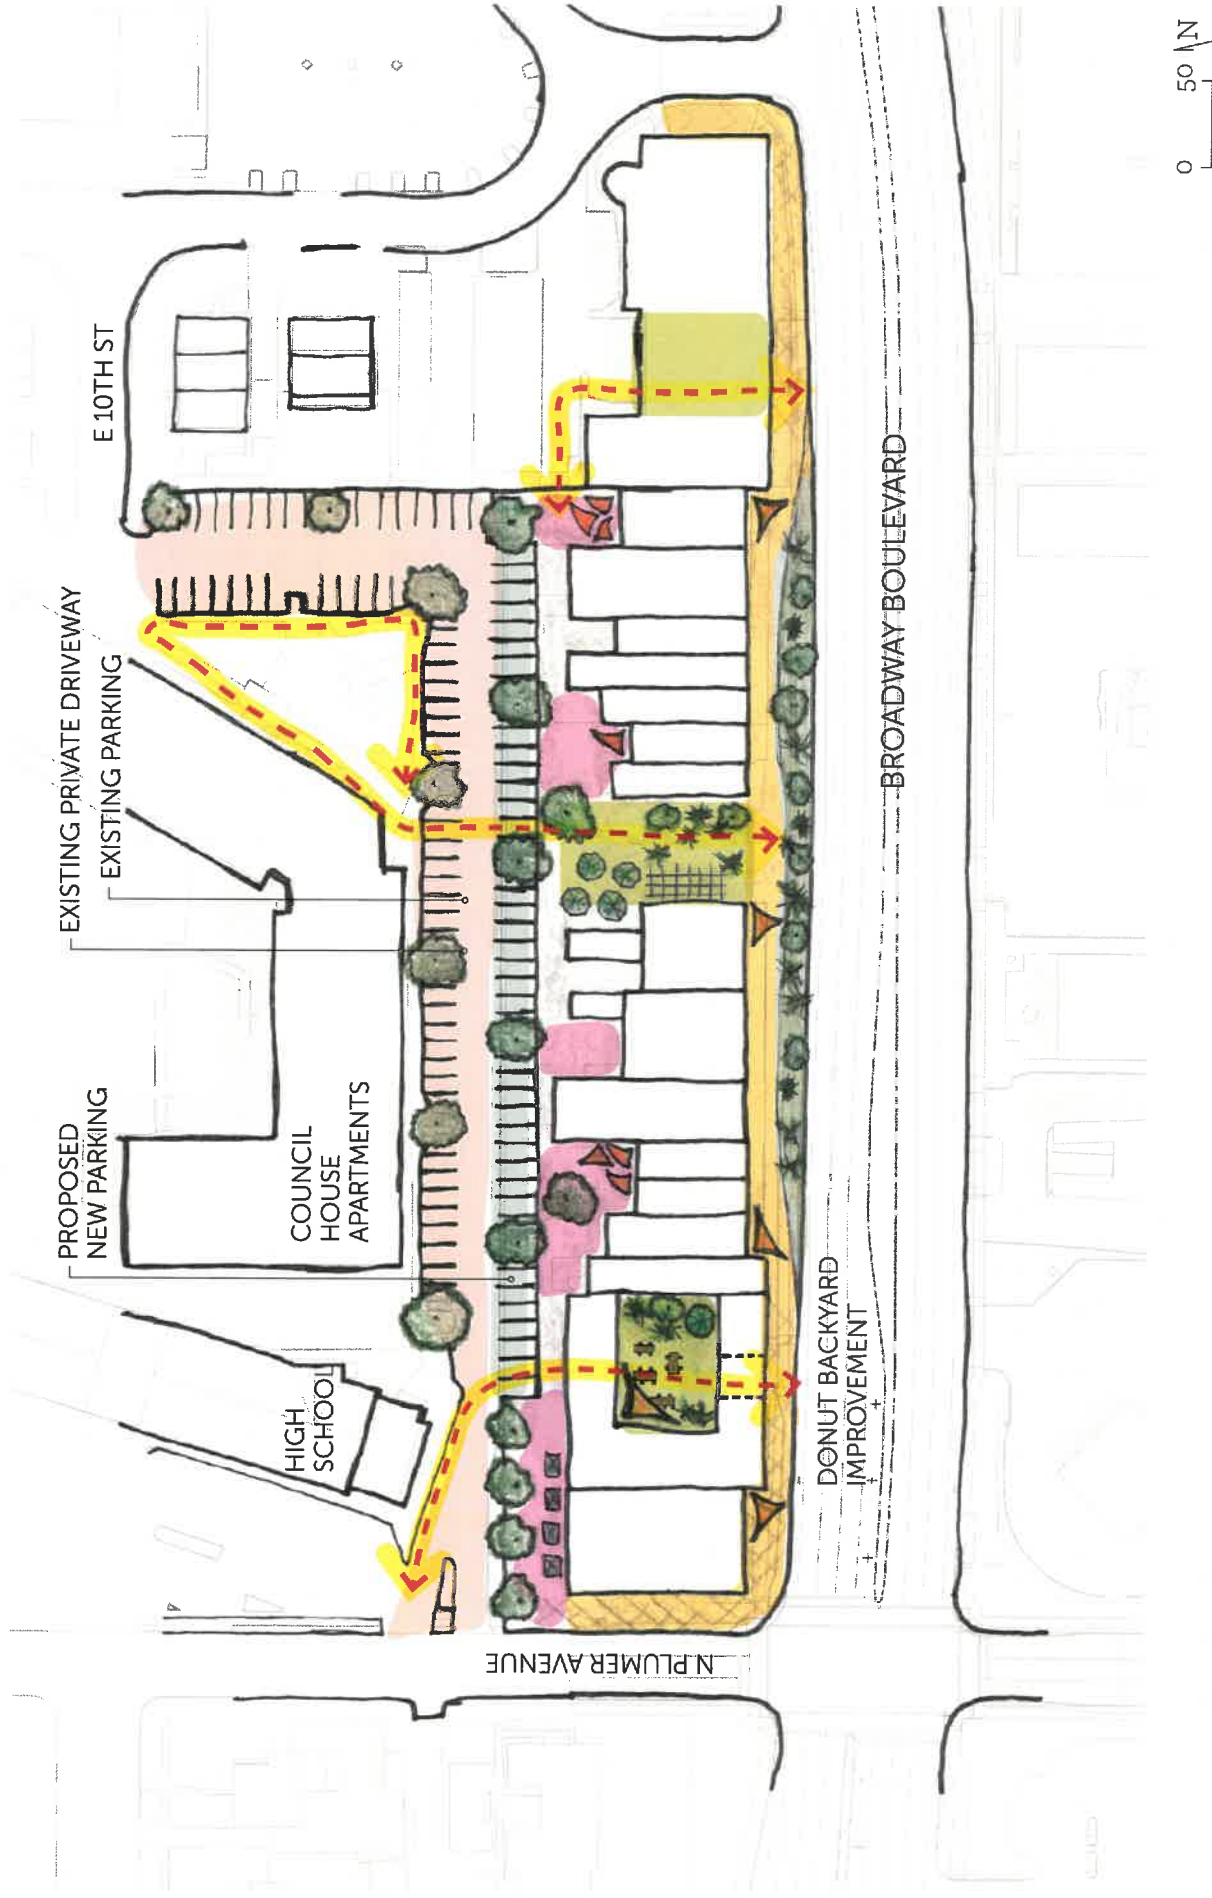 E 10TH ST
EXISTING PRIVATE DRIVEWAY
EXISTING PARKING
PROPOSED
NEW PARKING
COUNCIL
HOUSE
APARTMENTS
HIGH
SCHOOL
N PLUMER AVENUE
BROADWAY BOULEVARD
DONUT BACKYARD
IMPROVEMENT
0 50 N